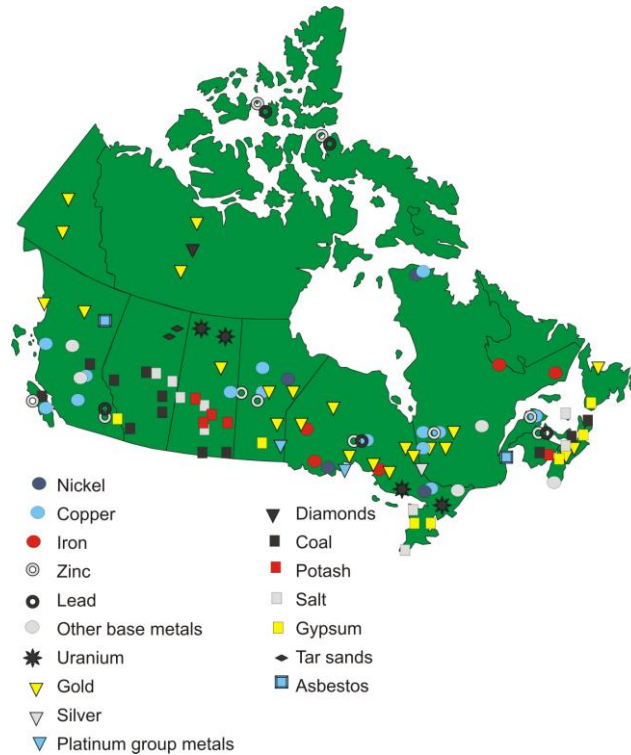 Nickel
Copper
Iron
Zinc
Lead
Other base metals
Uranium
Gold
Silver
Platinum group metals
Diamonds
Coal
Potash
Salt
Gypsum
Tar sands
Asbestos